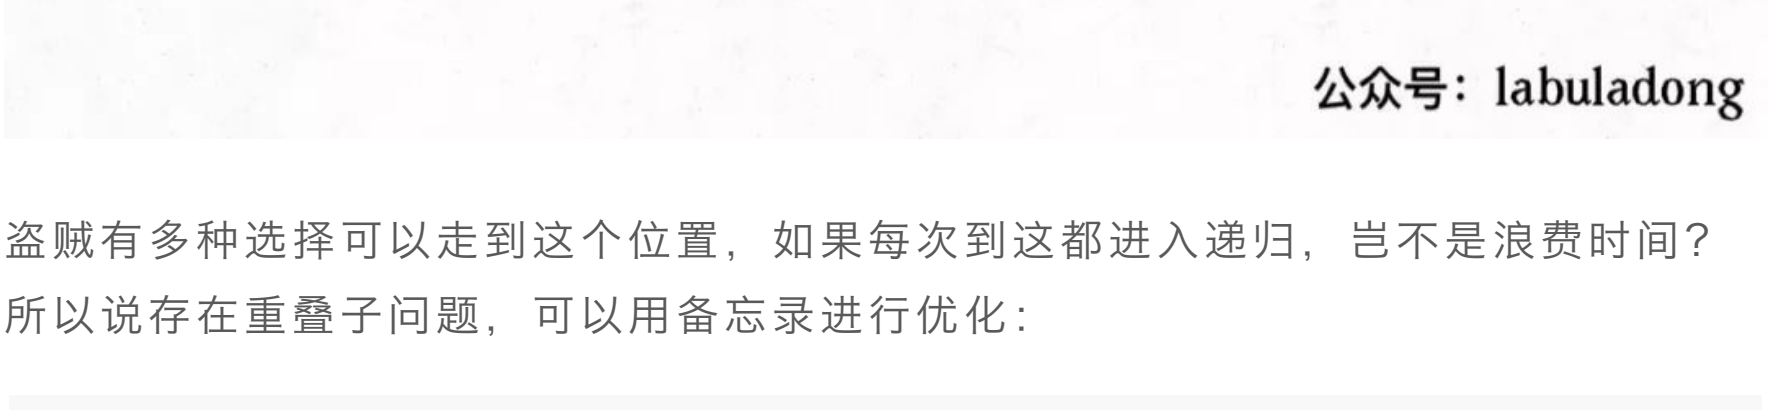 公众号：labuladong
盗贼有多种选择可以走到这个位置，如果每次到这都进入递归，岂不是浪费时间？
所以说存在重叠子问题，可以用备忘录进行优化：